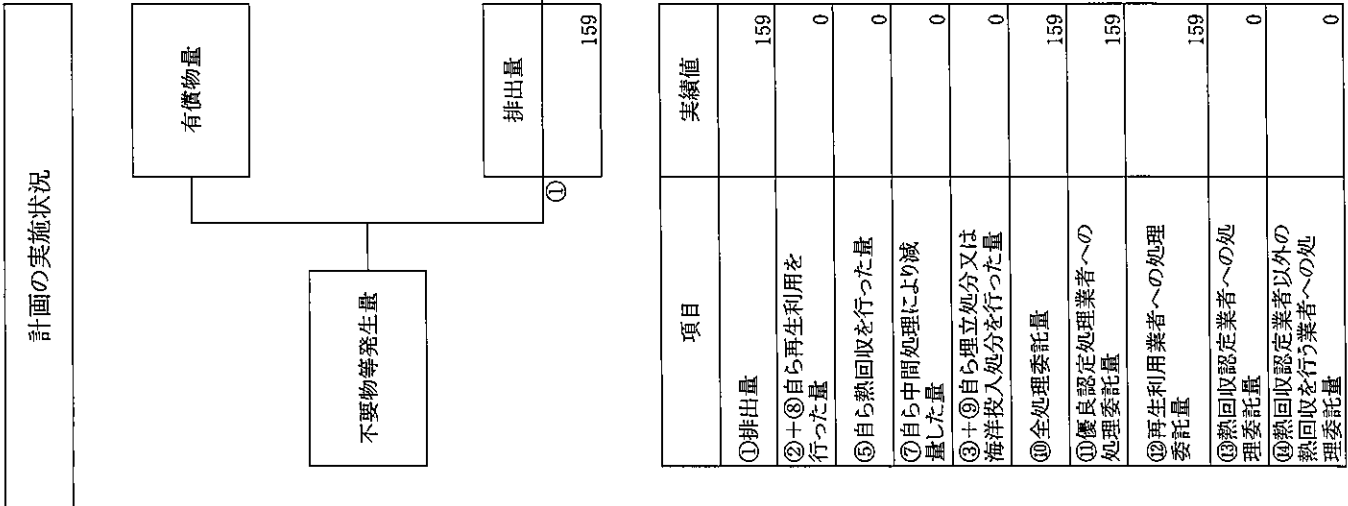 計画の実施状況
有償物量
不要物等発生量
排出量
①
159
項目
実績値
①排出量
159
②+⑧自ら再生利用を
行った量
0
⑤自ら熱回収を行った量
0
⑦自ら中間処理により減
量した量
0
③+⑨自ら埋立処分又は
海洋投入処分を行った量
0
⑩全処理委託量
159
⑪優良認定処理業者への
処理委託量
159
⑫再生利用業者への処理
委託量
159
⑬熱回収認定業者への処
理委託量
0
⑭熱回収認定業者以外の
熱回収を行う業者への処
理委託量
0